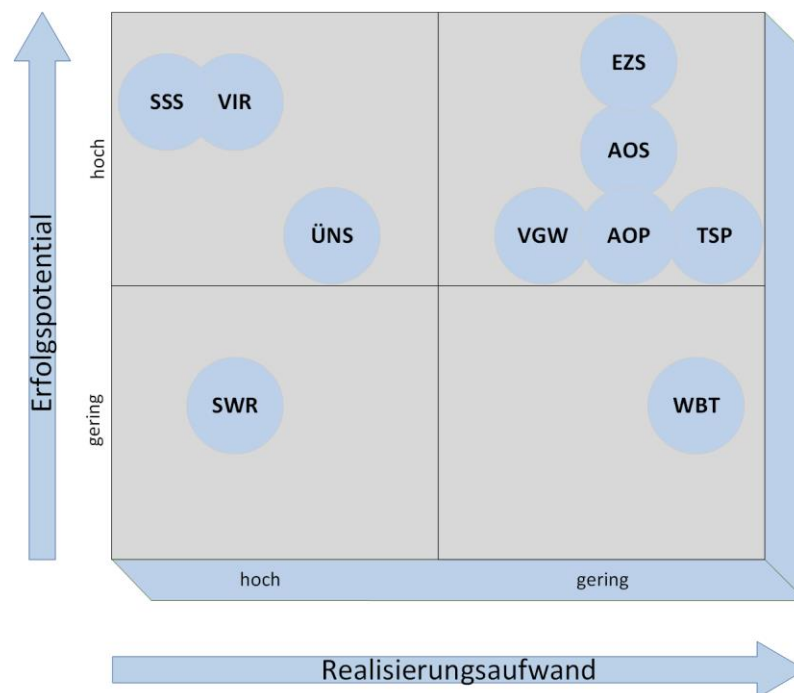 EZS
SSS
VIR
AOS
hoch
ÜNS
VGW
AOP
TSP
Erfolgspotential
gering
SWR
WBT
hoch
gering
Realisierungsaufwand